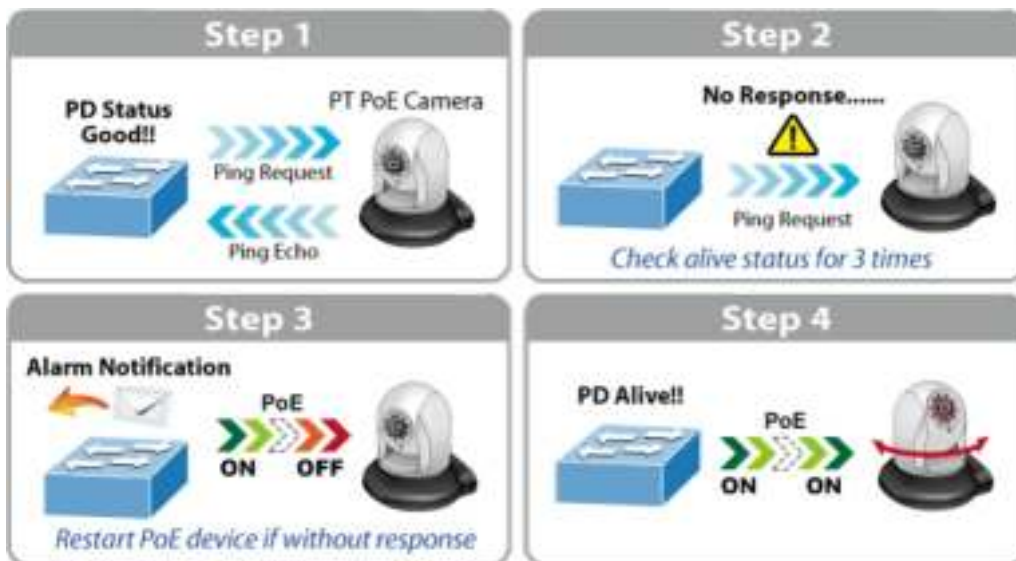 Step 1
PD Status
Good!!
PT PoE Camera
Ping Request
Ping Echo
Step 2
No Response......
Ping Request
Check alive status for 3 times
Step 3
Alarm Notification
PoE
ON OFF
Restart PoE device if without response
Step 4
PD Alive!!
PoE
ON ON